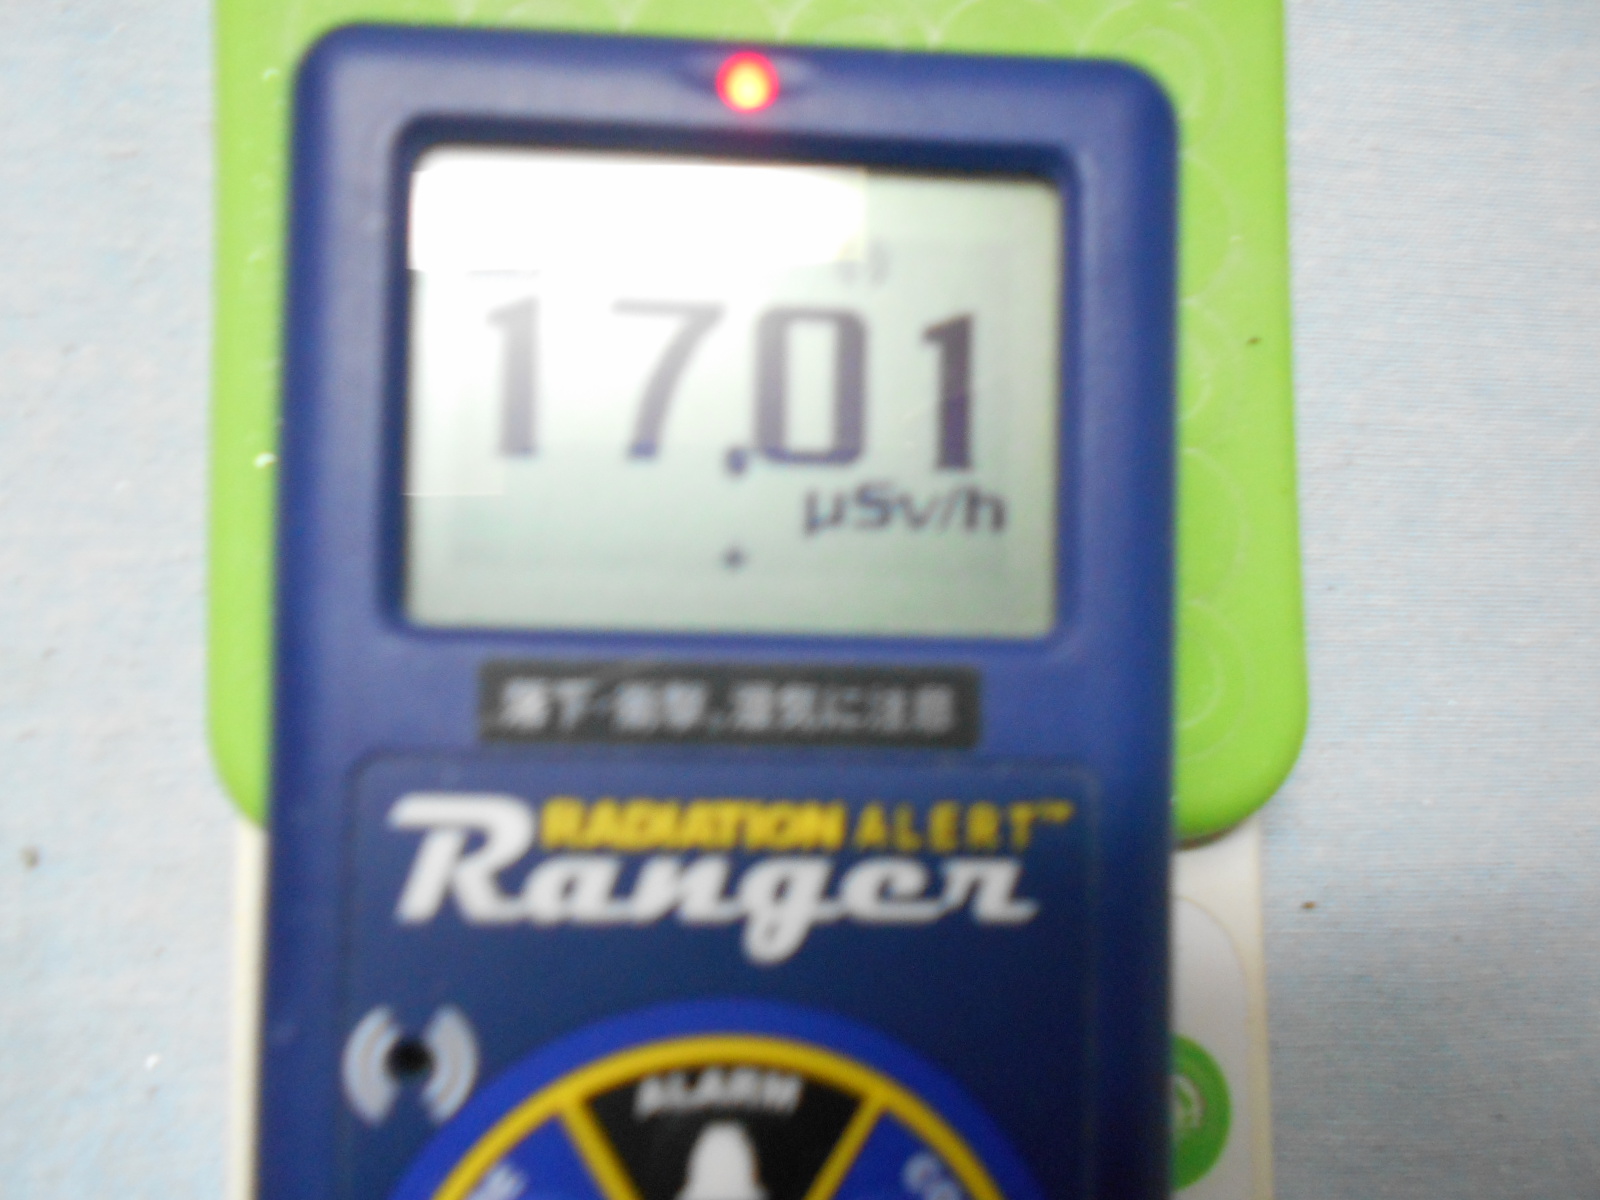 17.01
μSv/h
落下・衝撃、湿気に注意
RADIATION ALERT™
Ranger
ALARM